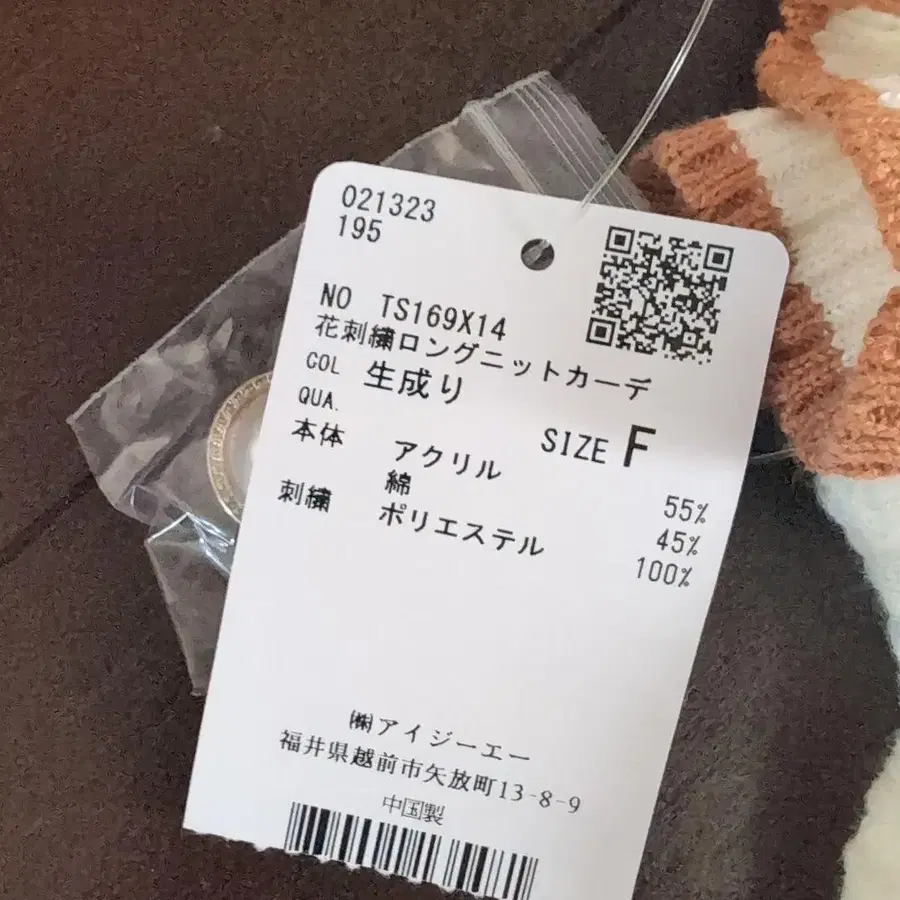 021323
195
NO TS169X14
花刺繍ロングニットカーデ
COL 生成り
SIZE F
QUA.
本体 アクリル 55%
綿 45%
刺繍 ポリエステル 100%
㈱アイジーエー
福井県越前市矢放町13-8-9
中国製